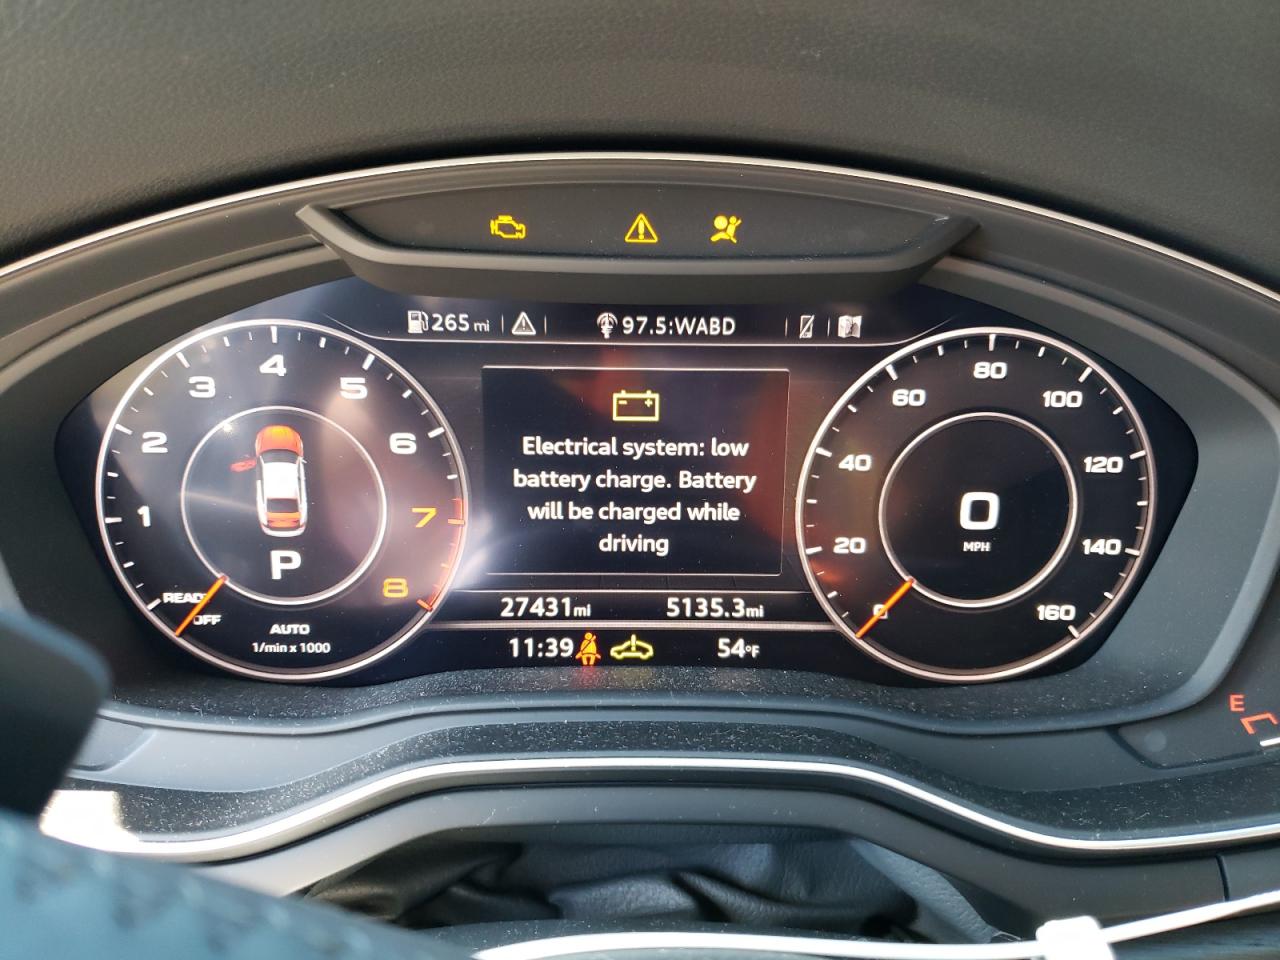 265 mi
97.5:WABD
Electrical system: low
battery charge. Battery
will be charged while
driving
27431mi
5135.3mi
11:39
54°F
1
2
3
4
5
6
7
8
P
READY
OFF
AUTO
1/min x 1000
0
20
40
60
80
100
120
140
160
0
MPH
E